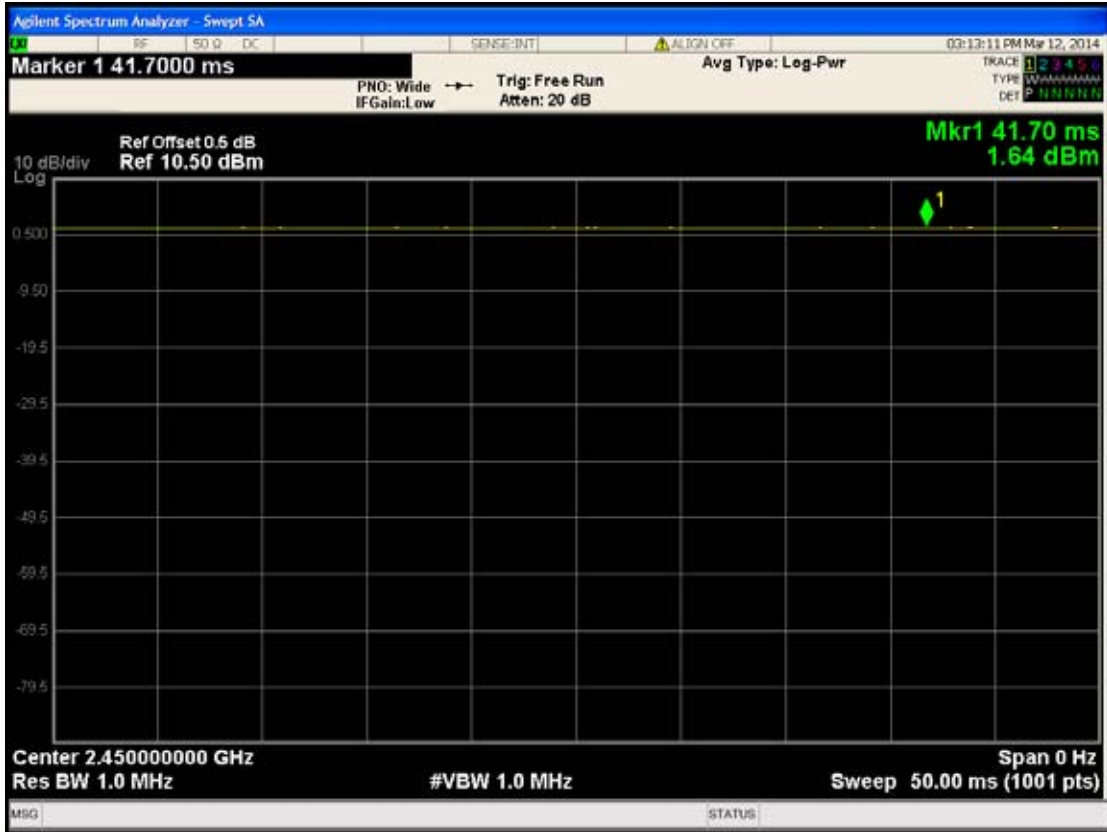 Agilent Spectrum Analyzer - Swept SA
LXI RF 50 Ω DC SENSE:INT ALIGN OFF 03:13:11 PM Mar 12, 2014
Marker 1 41.7000 ms
PNO: Wide
IFGain:Low
Trig: Free Run
Atten: 20 dB
Avg Type: Log-Pwr
TRACE 1 2 3 4 5 6
TYPE
DET P N N N N N
Mkr1 41.70 ms
1.64 dBm
Ref Offset 0.5 dB
10 dB/div Ref 10.50 dBm
Log
1
0.500
-9.50
-19.5
-29.5
-39.5
-49.5
-59.5
-69.5
-79.5
Center 2.450000000 GHz Span 0 Hz
Res BW 1.0 MHz #VBW 1.0 MHz Sweep 50.00 ms (1001 pts)
MSG STATUS